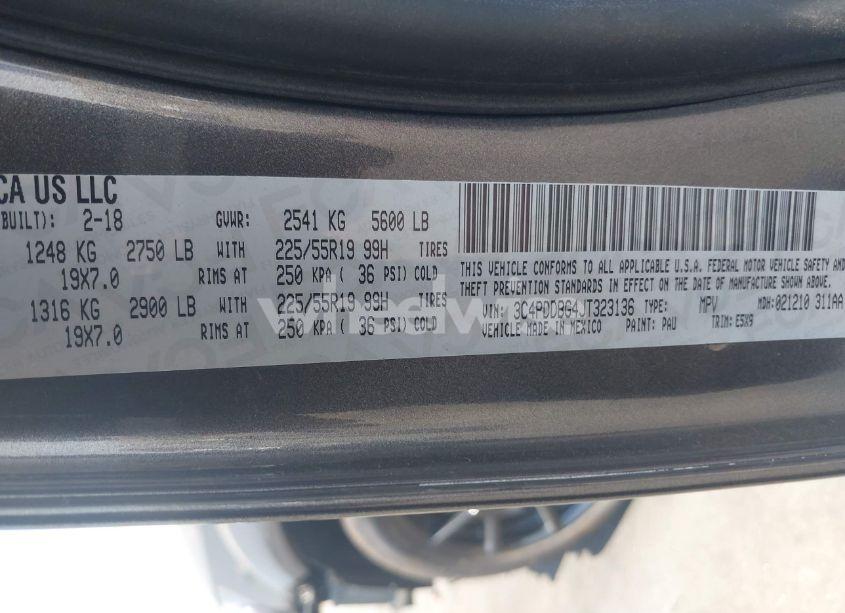 CA US LLC
(BUILT): 2-18 GVWR: 2541 KG 5600 LB
1248 KG 2750 LB WITH 225/55R19 99H TIRES
19X7.0 RIMS AT 250 KPA ( 36 PSI) COLD
1316 KG 2900 LB WITH 225/55R19 99H TIRES
19X7.0 RIMS AT 250 KPA ( 36 PSI) COLD
THIS VEHICLE CONFORMS TO ALL APPLICABLE U.S.A. FEDERAL MOTOR VEHICLE SAFETY AND
THEFT PREVENTION STANDARDS IN EFFECT ON THE DATE OF MANUFACTURE SHOWN ABOVE.
VIN: 3C4PDDBG4JT323136 TYPE: MPV MDH: 021210 311AA
VEHICLE MADE IN MEXICO PAINT: PAU TRIM: E5X9